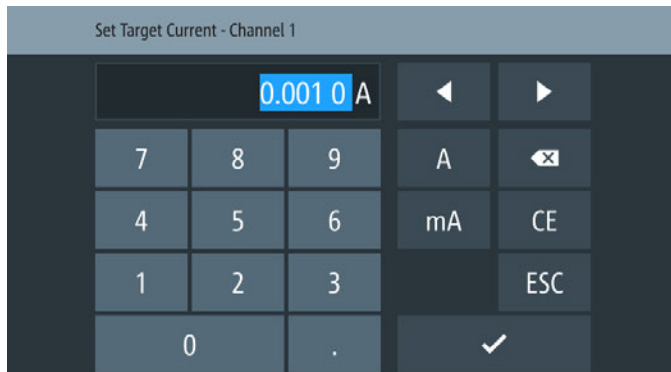 Set Target Current - Channel 1
0.001 0 A
7 8 9 A
4 5 6 mA CE
1 2 3 ESC
0 .